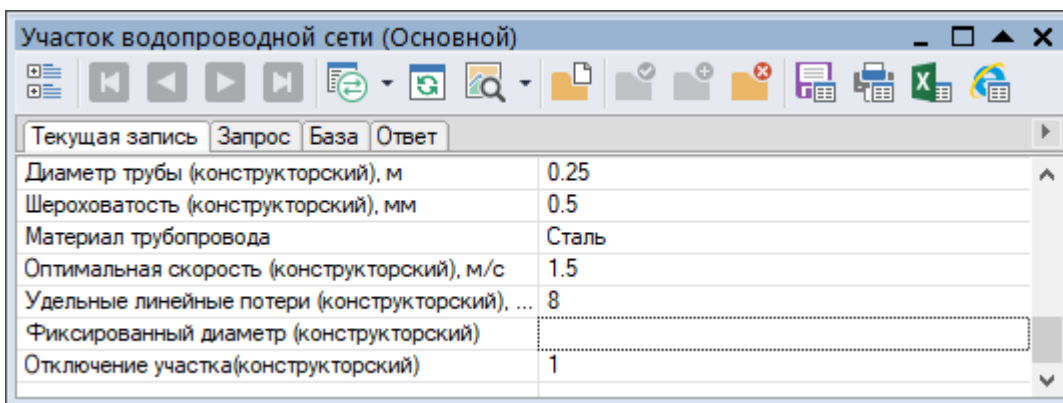 Участок водопроводной сети (Основной)
Текущая запись Запрос База Ответ
Диаметр трубы (конструкторский), м 0.25
Шероховатость (конструкторский), мм 0.5
Материал трубопровода Сталь
Оптимальная скорость (конструкторский), м/с 1.5
Удельные линейные потери (конструкторский), ... 8
Фиксированный диаметр (конструкторский)
Отключение участка(конструкторский) 1